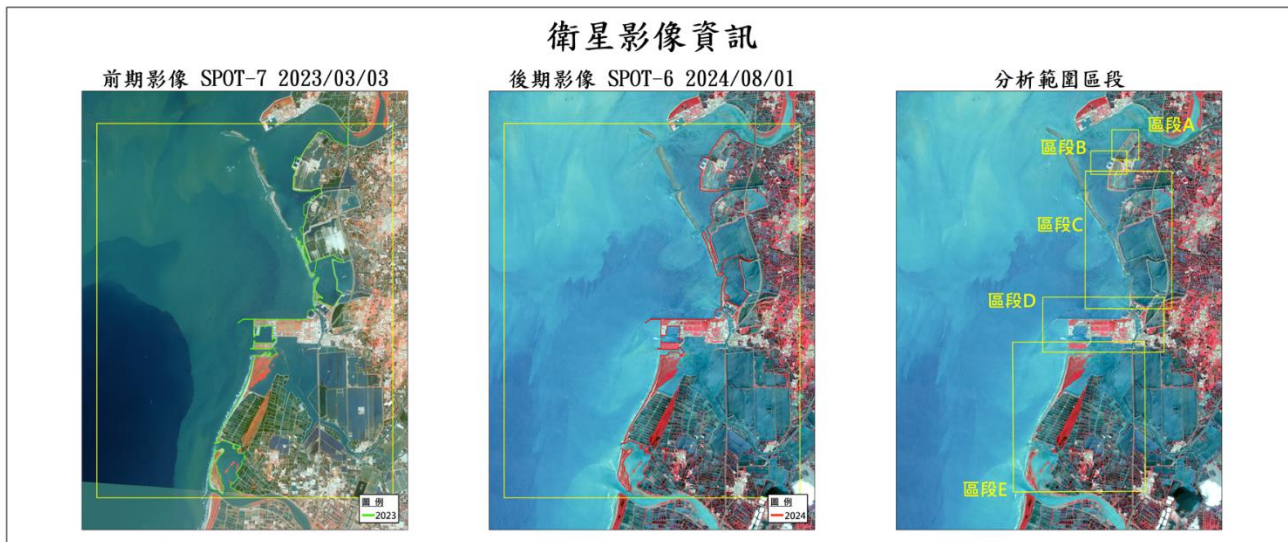 衛星影像資訊
前期影像 SPOT-7 2023/03/03
後期影像 SPOT-6 2024/08/01
分析範圍區段
區段A
區段B
區段C
區段D
區段E
圖 例
2023
圖 例
2024